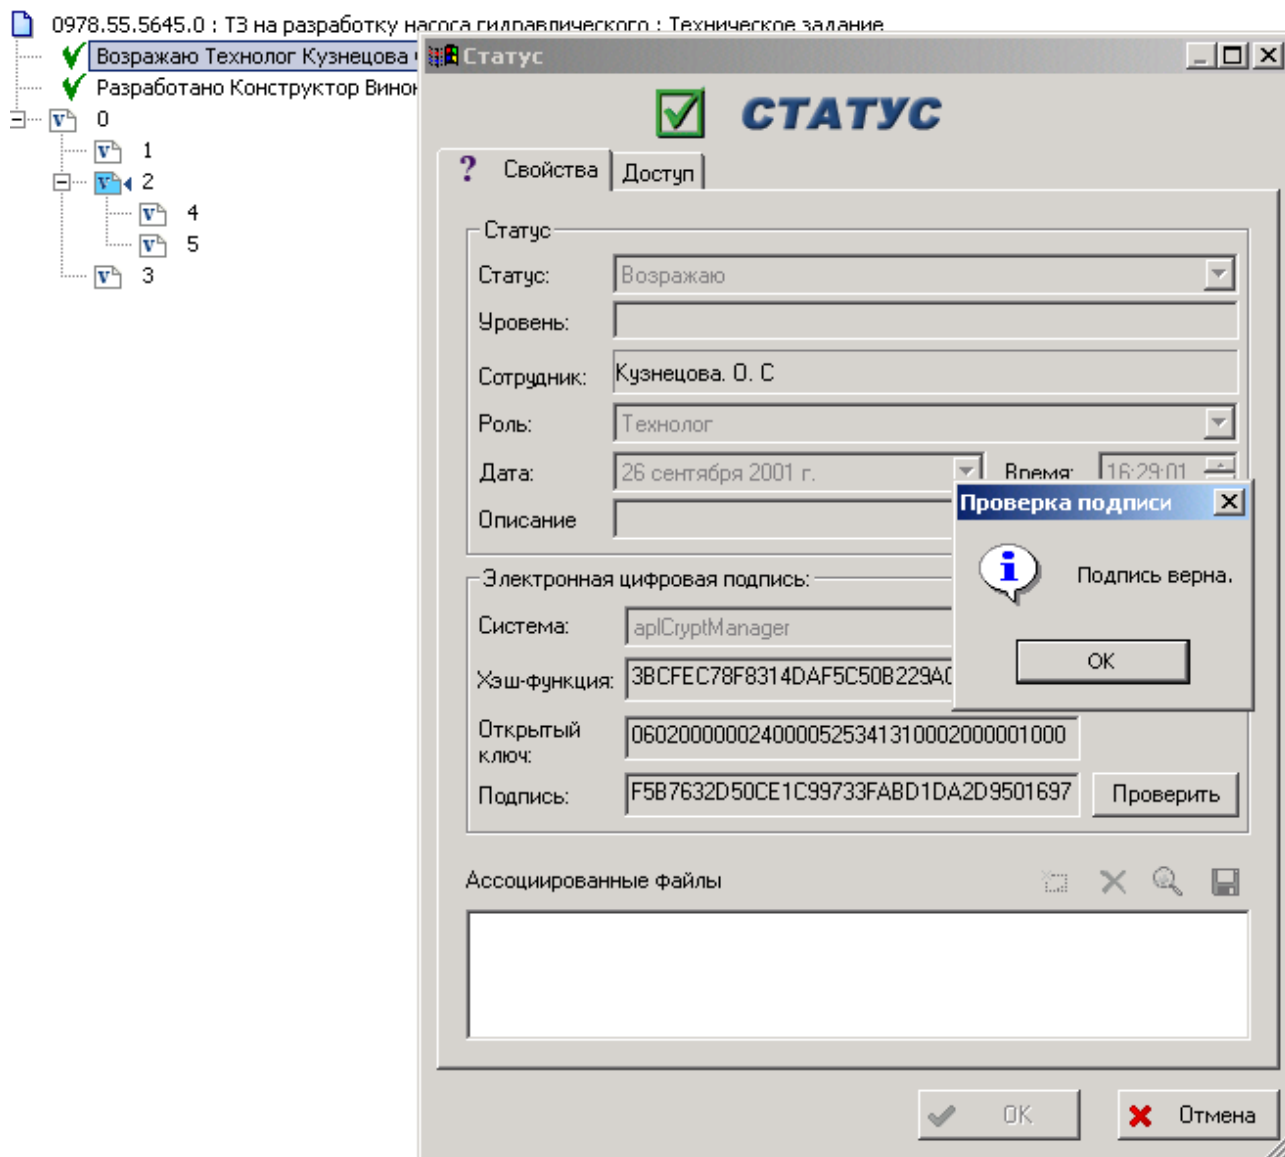 0978.55.5645.0 : ТЗ на разработку насоса гидравлического : Техническое задание
Возражаю Технолог Кузнецова
Разработано Конструктор
0
1
2
4
5
3
Статус
СТАТУС
? Свойства Доступ
Статус
Статус: Возражаю
Уровень:
Сотрудник: Кузнецова. О. С
Роль: Технолог
Дата: 26 сентября 2001 г. Время: 16:29:01
Описание
Проверка подписи
Подпись верна.
OK
Электронная цифровая подпись:
Система: aplCryptManager
Хэш-функция: 3BCFEC78F8314DAF5C50B229A
Открытый
ключ: 0602000000240000525341310002000001000
Подпись: F5B7632D50CE1C99733FABD1DA2D9501697 Проверить
Ассоциированные файлы
OK Отмена